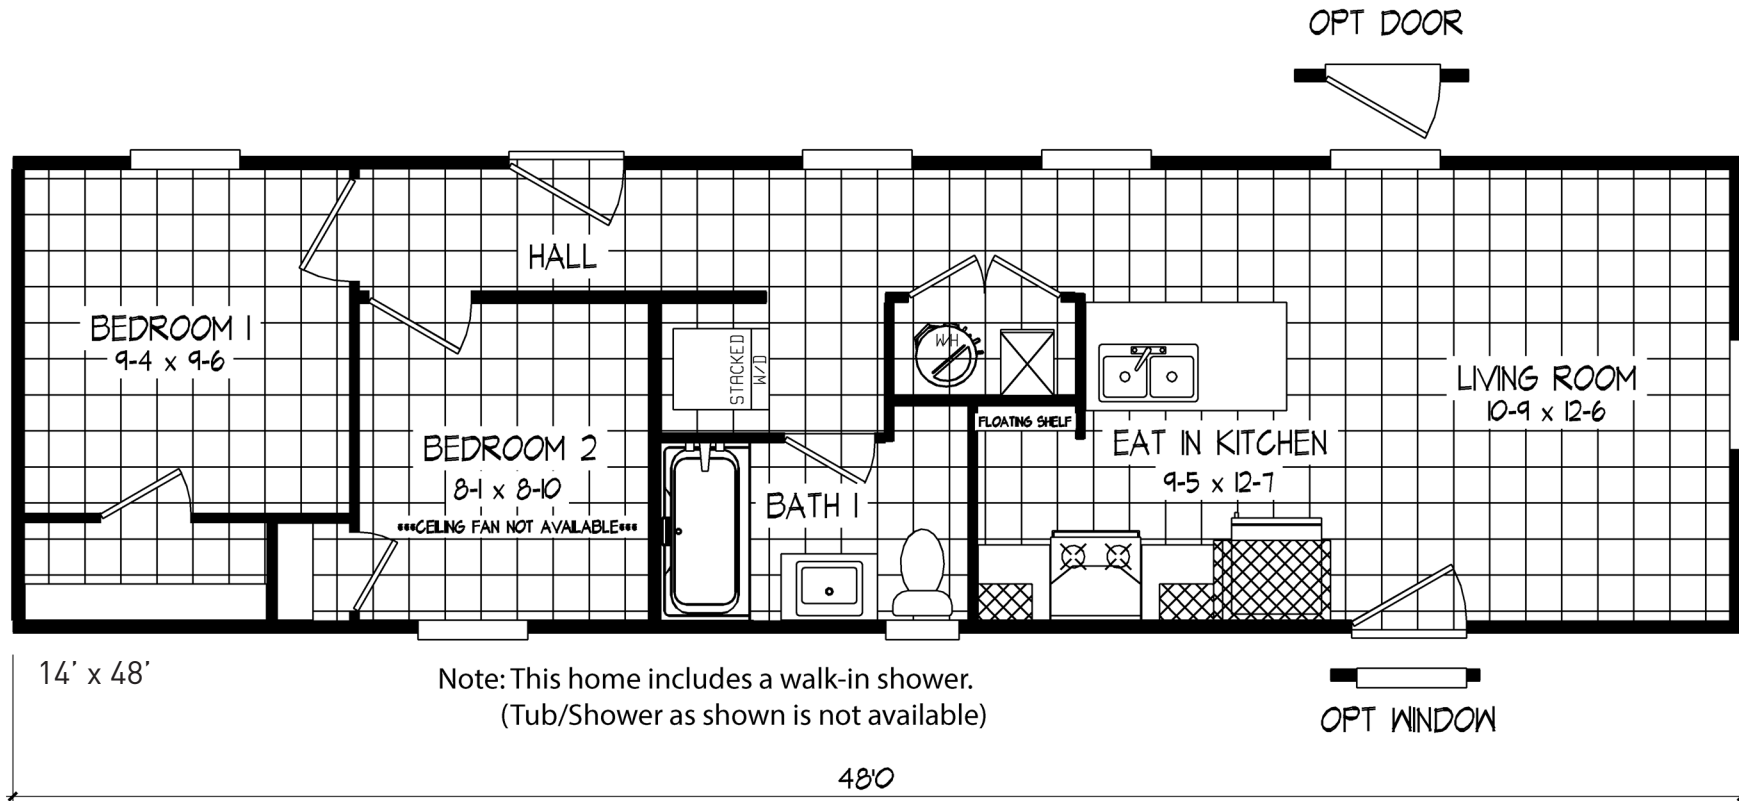 OPT DOOR
HALL
BEDROOM 1
9-4 x 9-6
STACKED
W/D
WH
LIVING ROOM
10-9 x 12-6
FLOATING SHELF
EAT IN KITCHEN
9-5 x 12-7
BEDROOM 2
8-1 x 8-10
***CEILING FAN NOT AVAILABLE***
BATH 1
14’ x 48’
Note: This home includes a walk-in shower.
(Tub/Shower as shown is not available)
OPT WINDOW
48'0